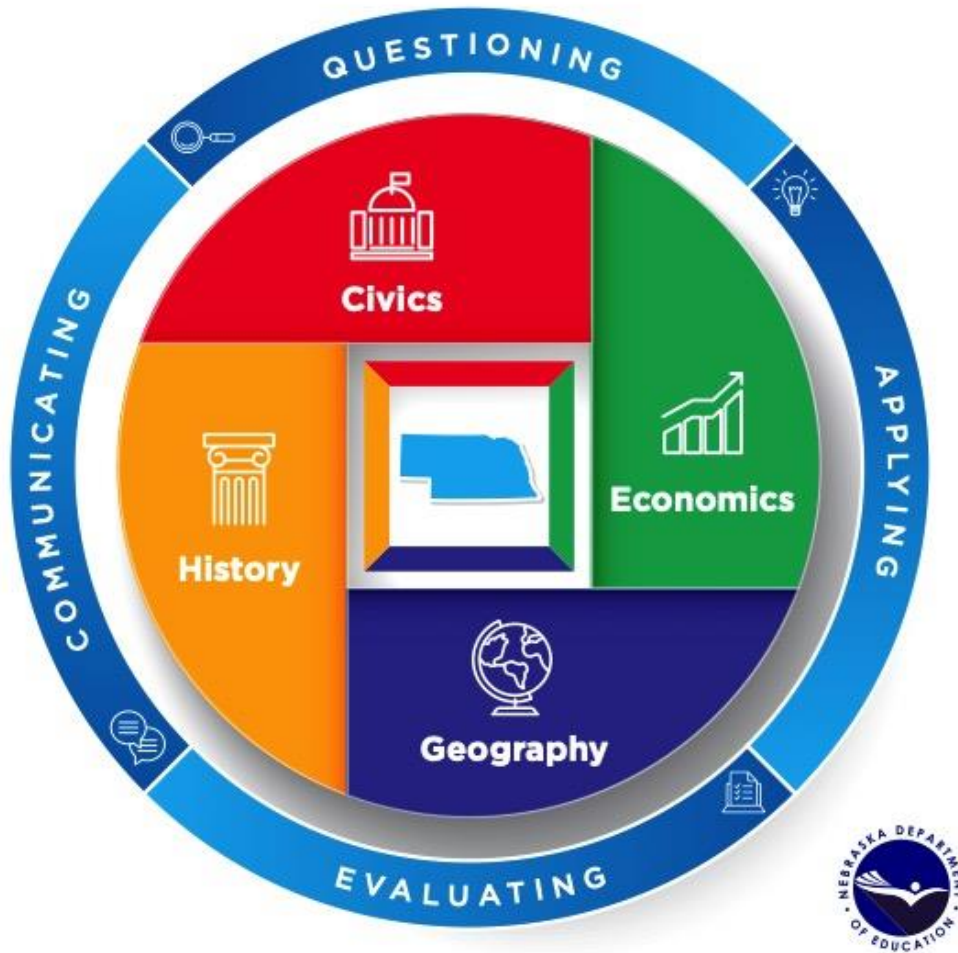 QUESTIONING
APPLYING
EVALUATING
COMMUNICATING
Civics
Economics
Geography
History
NEBRASKA DEPARTMENT
OF EDUCATION